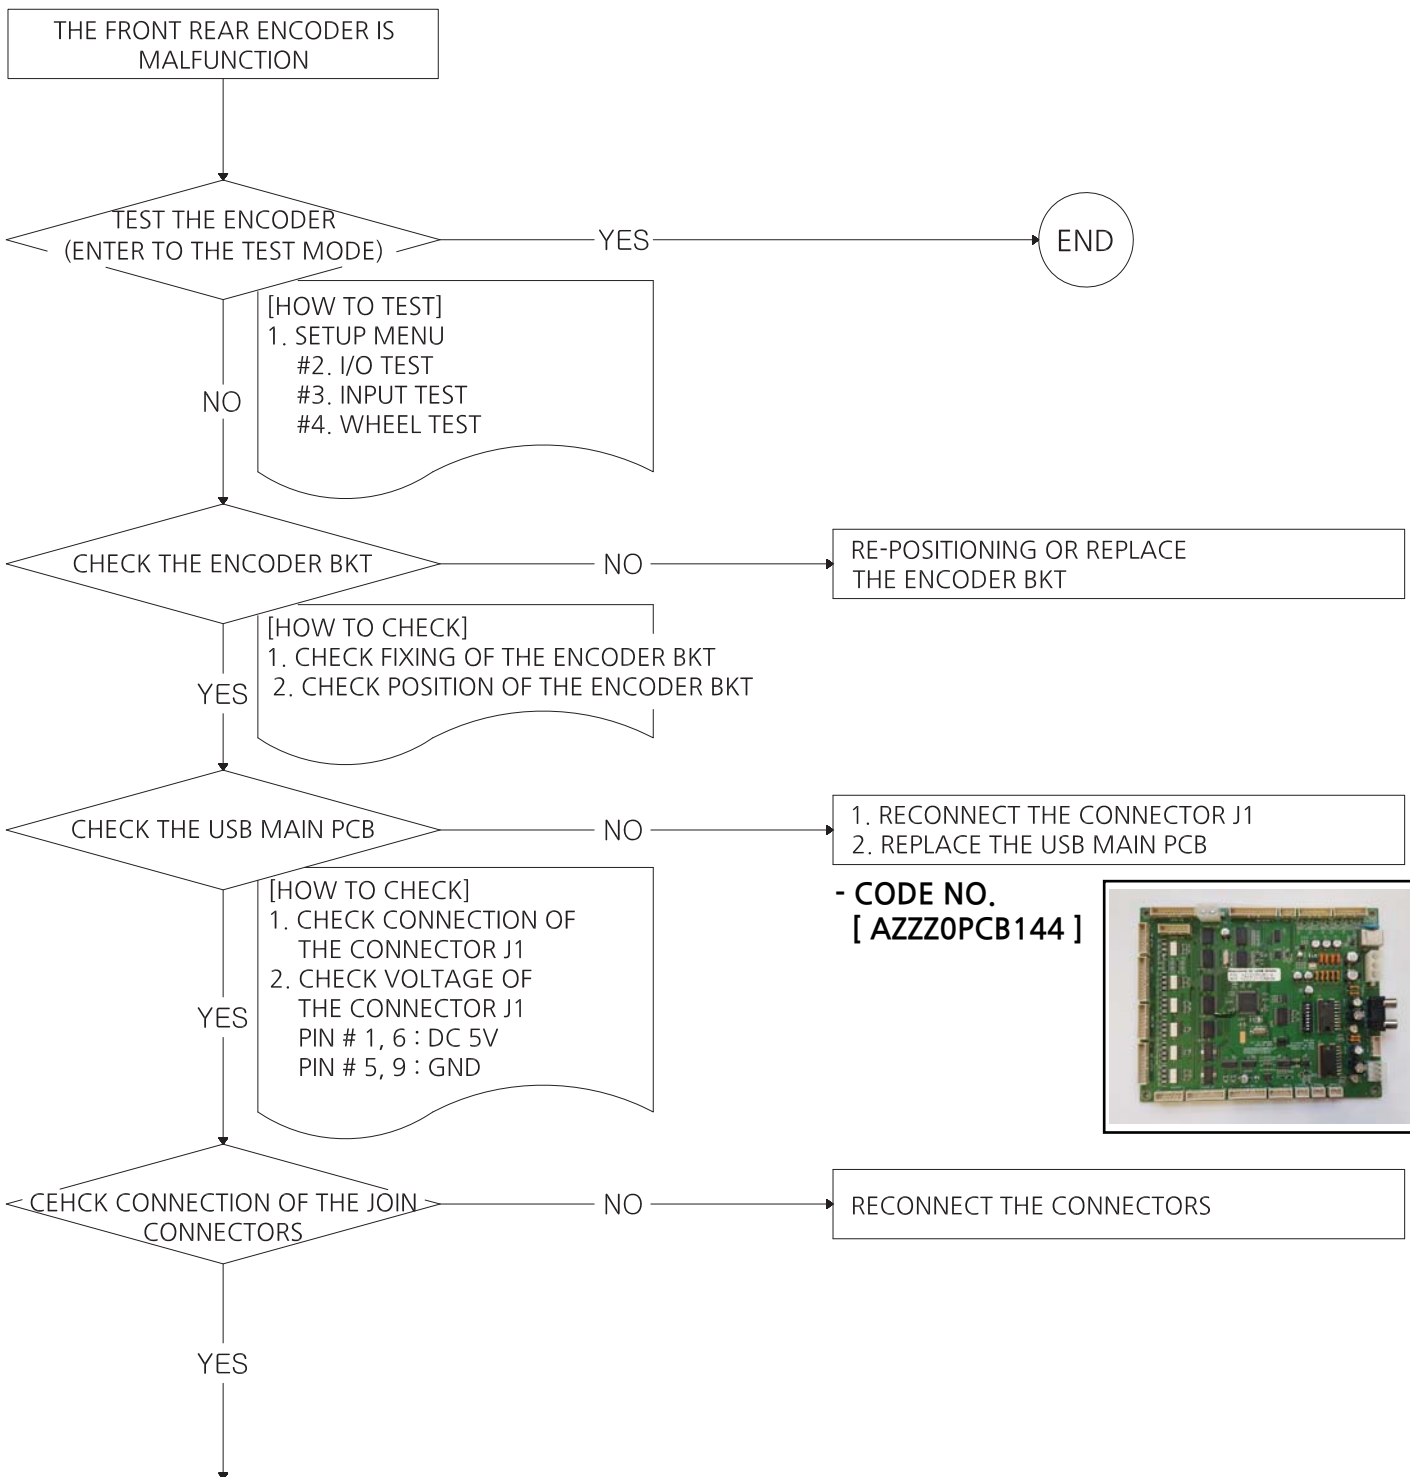 THE FRONT REAR ENCODER IS
MALFUNCTION
TEST THE ENCODER
(ENTER TO THE TEST MODE)
YES
END
[HOW TO TEST]
1. SETUP MENU
#2. I/O TEST
#3. INPUT TEST
#4. WHEEL TEST
NO
CHECK THE ENCODER BKT
NO
RE-POSITIONING OR REPLACE
THE ENCODER BKT
[HOW TO CHECK]
1. CHECK FIXING OF THE ENCODER BKT
2. CHECK POSITION OF THE ENCODER BKT
YES
CHECK THE USB MAIN PCB
NO
1. RECONNECT THE CONNECTOR J1
2. REPLACE THE USB MAIN PCB
- CODE NO.
[ AZZZ0PCB144 ]
[HOW TO CHECK]
1. CHECK CONNECTION OF
THE CONNECTOR J1
2. CHECK VOLTAGE OF
THE CONNECTOR J1
PIN # 1, 6 : DC 5V
PIN # 5, 9 : GND
YES
CEHCK CONNECTION OF THE JOIN
CONNECTORS
NO
RECONNECT THE CONNECTORS
YES